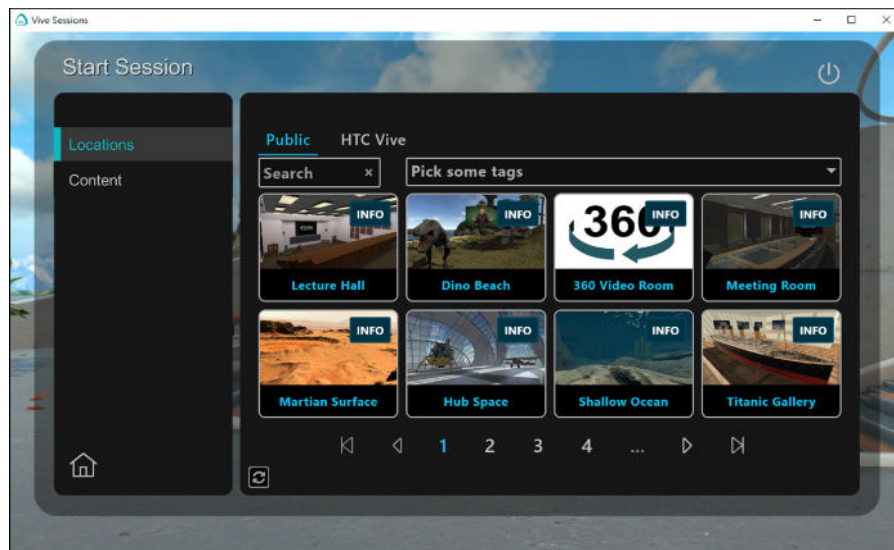 Vive Sessions
Start Session
Locations
Content
Public HTC Vive
Search × Pick some tags
INFO INFO 360 INFO INFO
Lecture Hall Dino Beach 360 Video Room Meeting Room
INFO INFO INFO INFO
Martian Surface Hub Space Shallow Ocean Titanic Gallery
1 2 3 4 ...